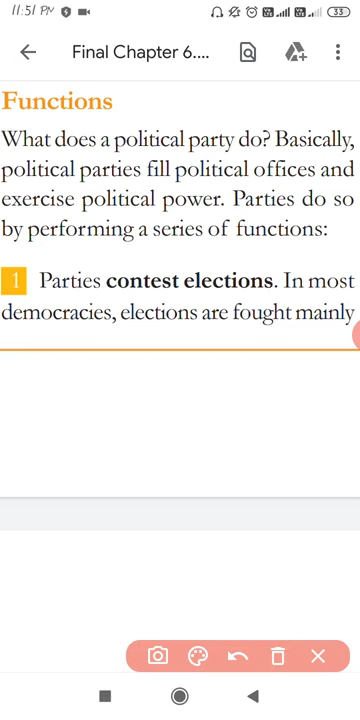 11:51 PM
33
Final Chapter 6....
Functions
What does a political party do? Basically,
political parties fill political offices and
exercise political power. Parties do so
by performing a series of functions:
1 Parties contest elections. In most
democracies, elections are fought mainly